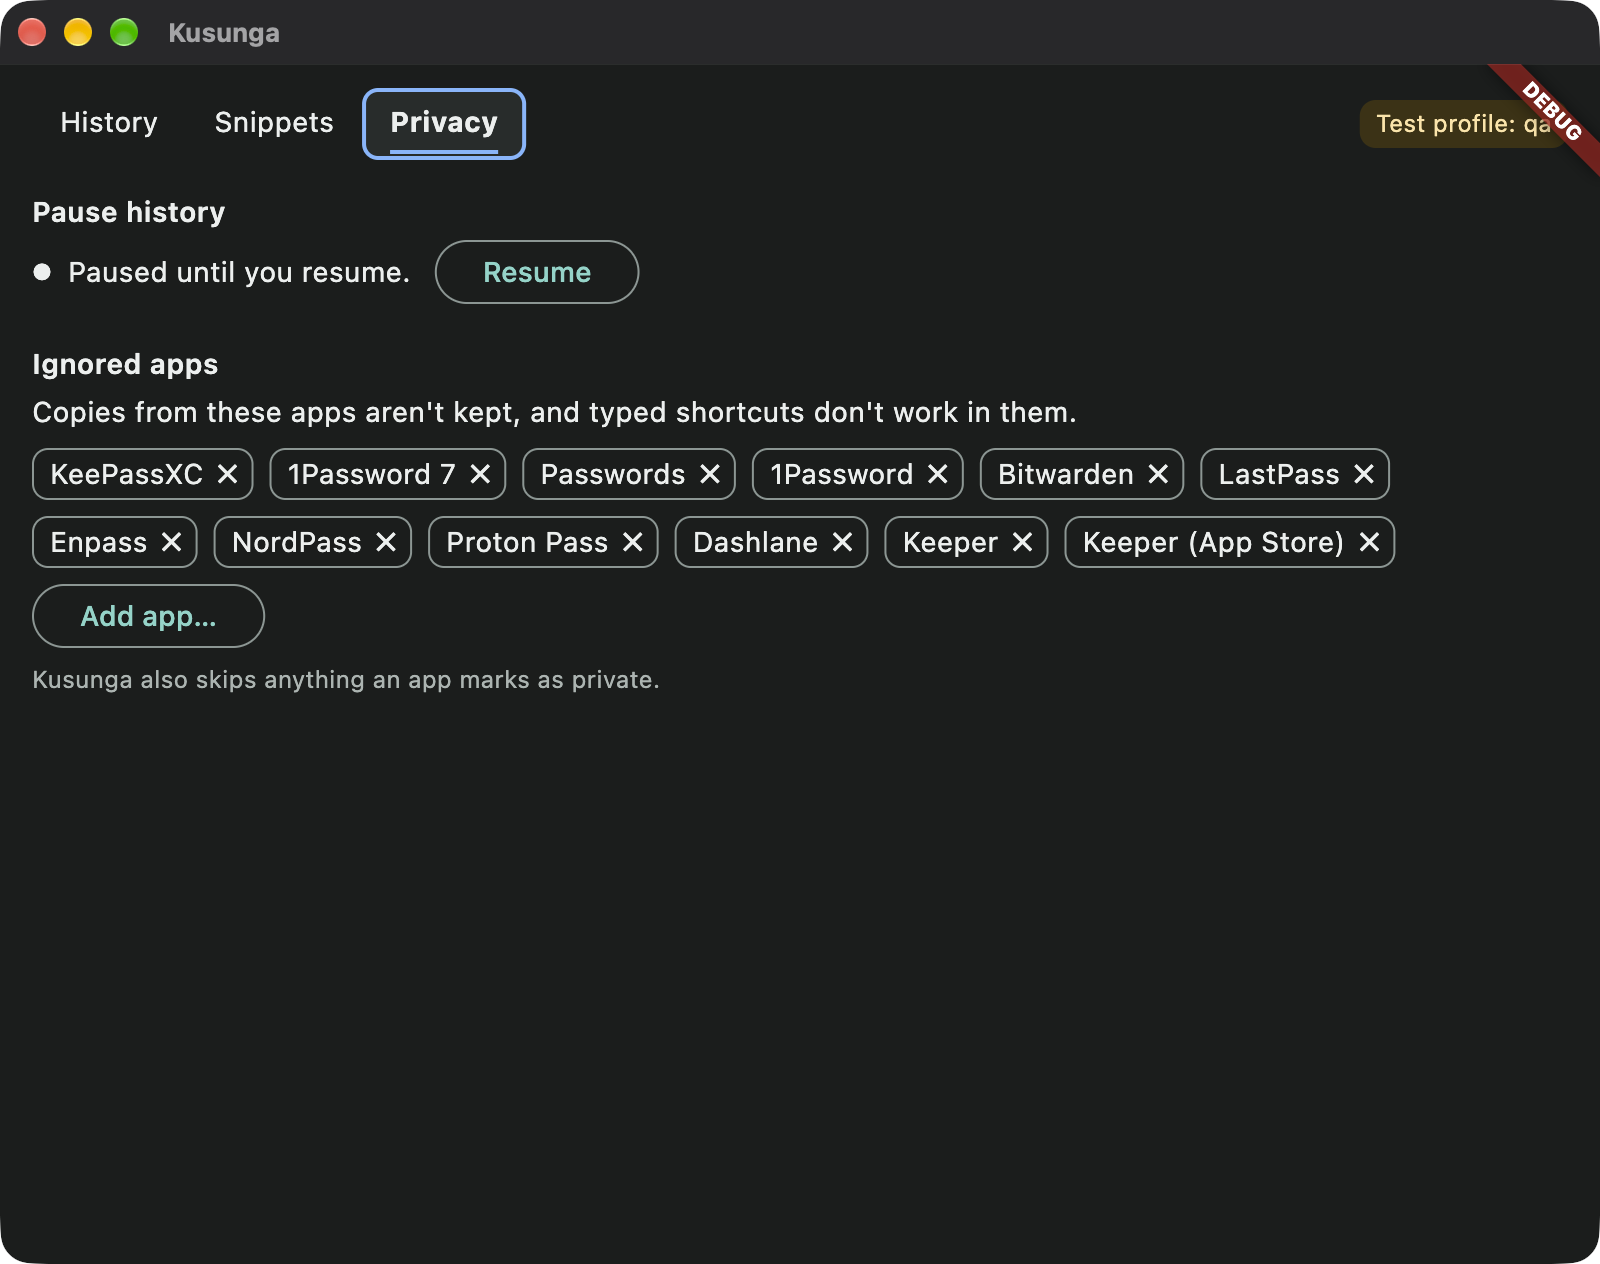 Kusunga
History Snippets Privacy
Test profile: qa
DEBUG
Pause history
Paused until you resume. Resume
Ignored apps
Copies from these apps aren't kept, and typed shortcuts don't work in them.
KeePassXC 1Password 7 Passwords 1Password Bitwarden LastPass
Enpass NordPass Proton Pass Dashlane Keeper Keeper (App Store)
Add app...
Kusunga also skips anything an app marks as private.